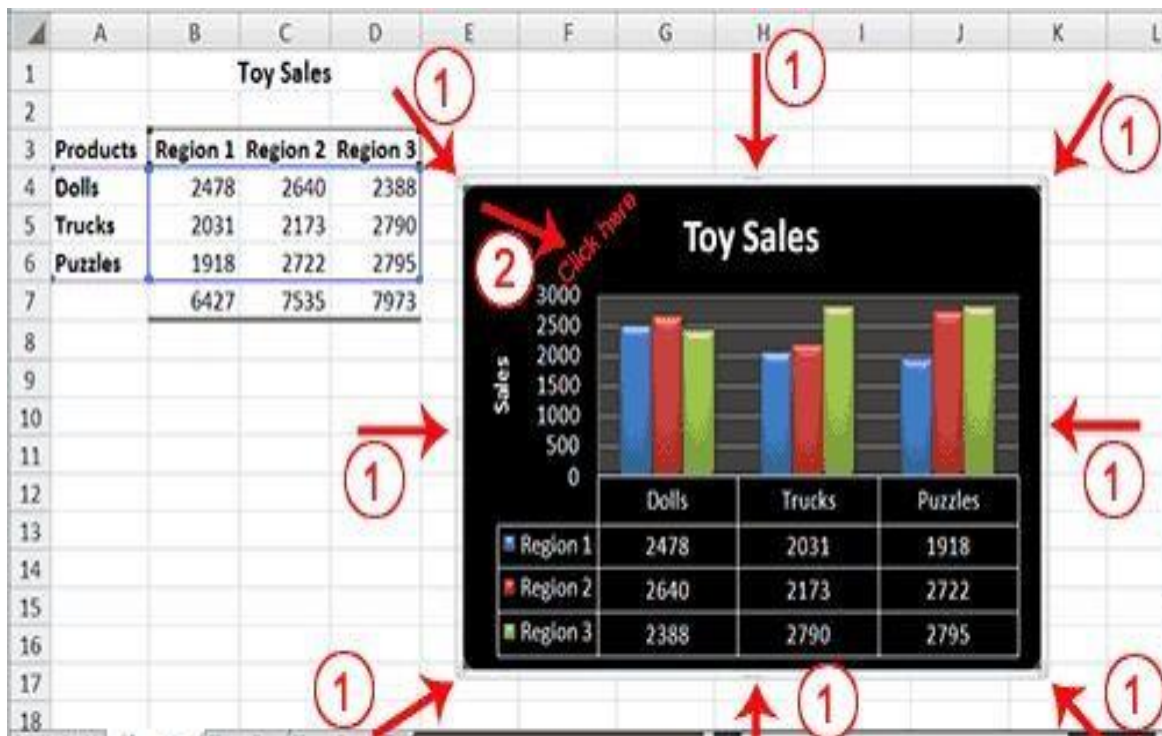 A B C D E F G H I J K L
1 Toy Sales 1 1 1
2
3 Products Region 1 Region 2 Region 3
4 Dolls 2478 2640 2388
5 Trucks 2031 2173 2790
6 Puzzles 1918 2722 2795
7 6427 7535 7973
8
9
10
11
12
13
14
15
16
17
18
2 Click here
Toy Sales
Sales
3000
2500
2000
1500
1000
500
0
Dolls Trucks Puzzles
Region 1 2478 2031 1918
Region 2 2640 2173 2722
Region 3 2388 2790 2795
1 1
1 1 1